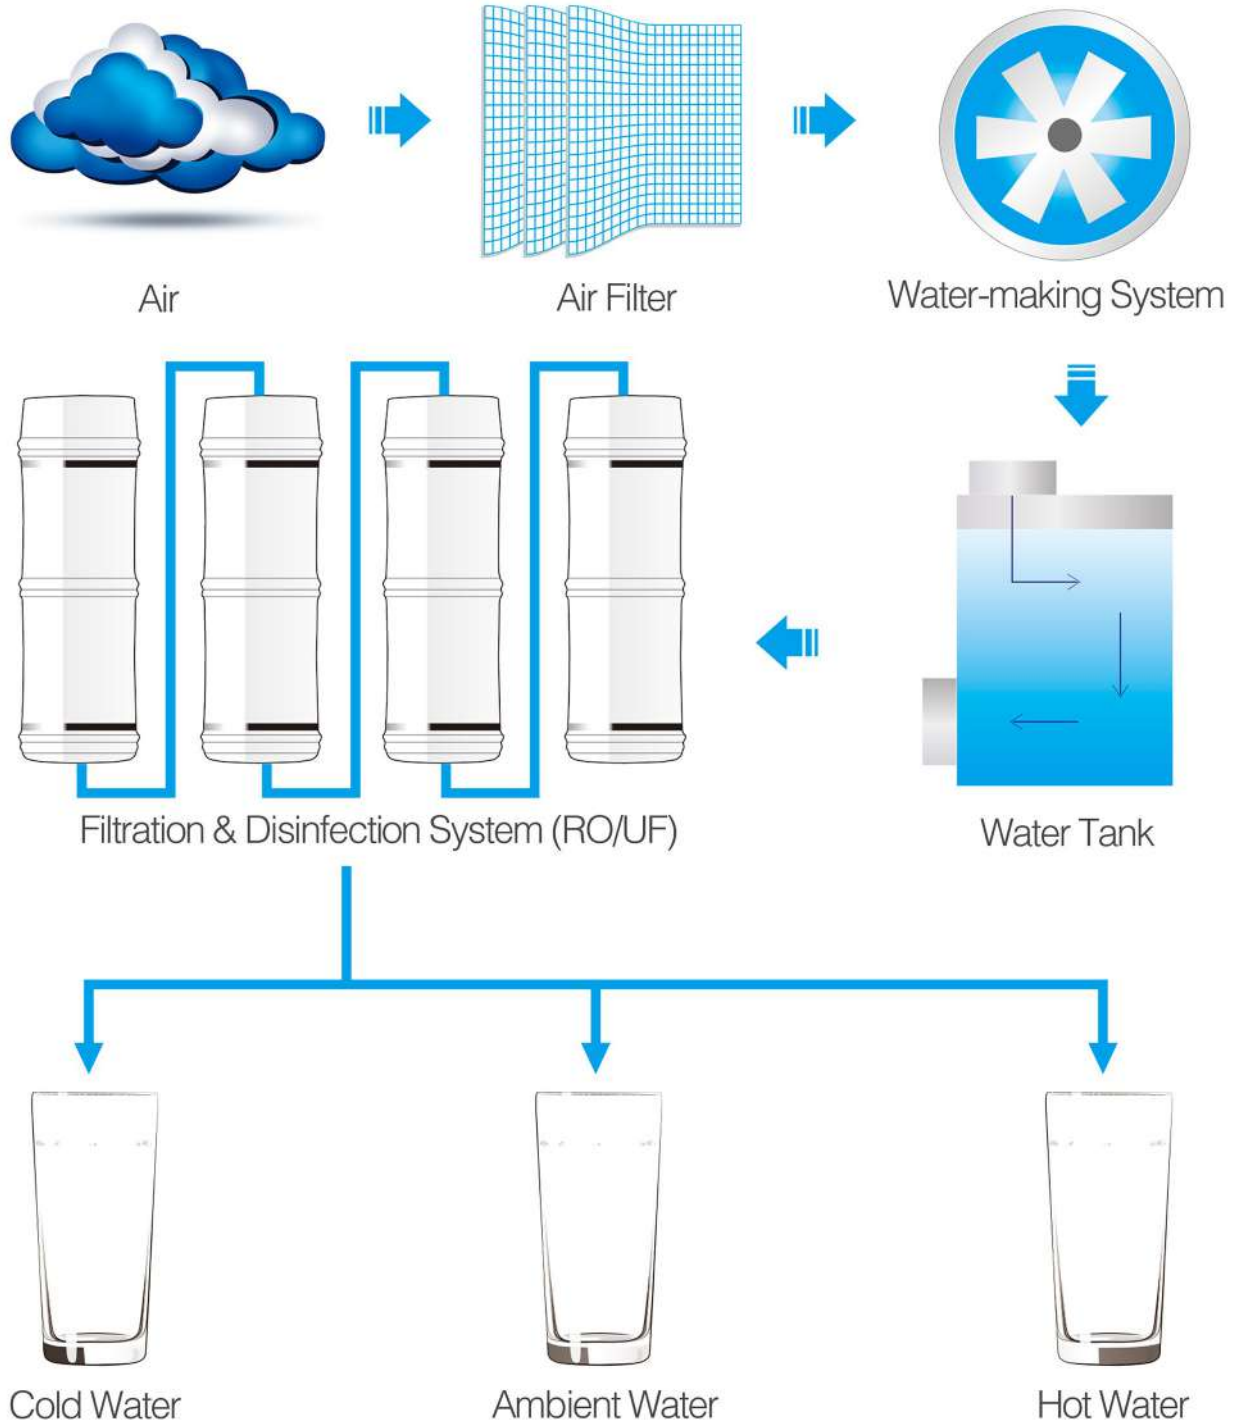 Air
Air Filter
Water-making System
Filtration & Disinfection System (RO/UF)
Water Tank
Cold Water
Ambient Water
Hot Water